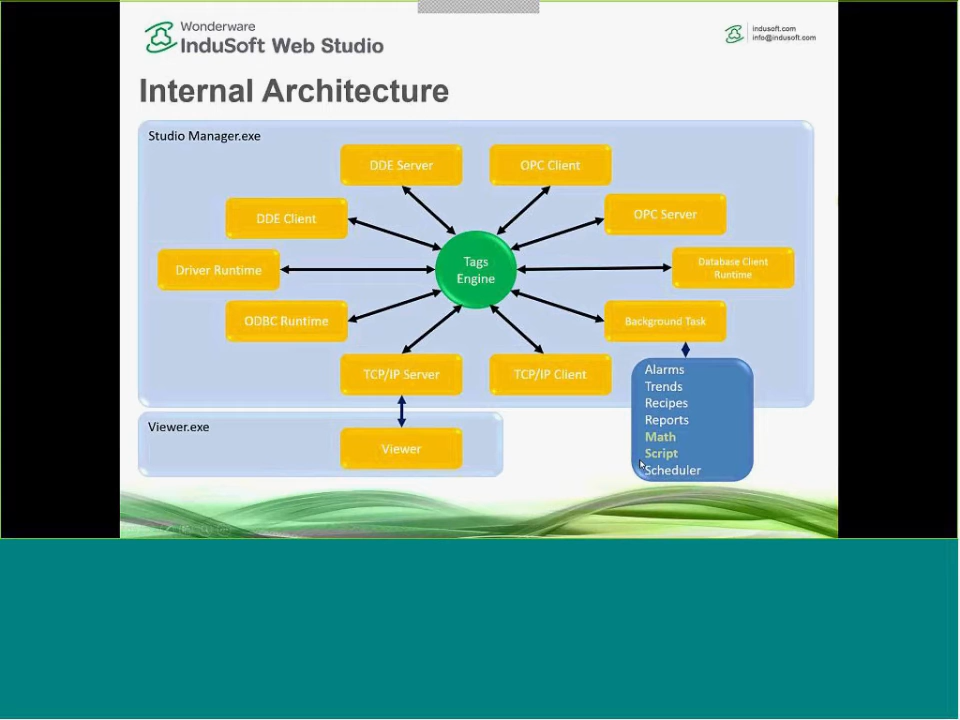 Wonderware
InduSoft Web Studio
indusoft.com
info@indusoft.com
Internal Architecture
Studio Manager.exe
DDE Server
OPC Client
DDE Client
OPC Server
Driver Runtime
Tags
Engine
Database Client
Runtime
ODBC Runtime
Background Task
TCP/IP Server
TCP/IP Client
Alarms
Trends
Recipes
Reports
Math
Script
Scheduler
Viewer.exe
Viewer